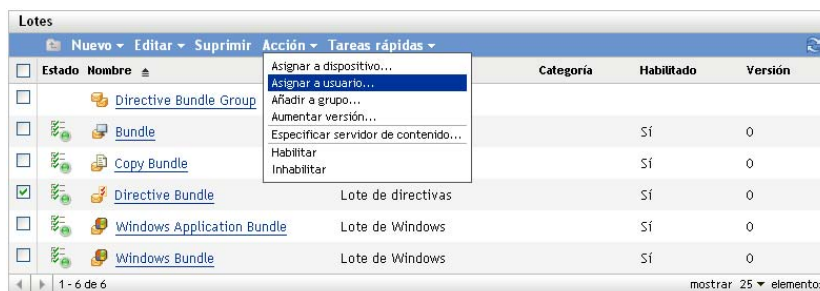 Lotes
Nuevo Editar Suprimir Acción Tareas rápidas
Estado Nombre Categoría Habilitado Versión
Asignar a dispositivo...
Asignar a usuario...
Añadir a grupo...
Aumentar versión...
Especificar servidor de contenido...
Habilitar
Inhabilitar
Directive Bundle Group
Bundle Sí 0
Copy Bundle Sí 0
Directive Bundle Lote de directivas Sí 0
Windows Application Bundle Lote de Windows Sí 0
Windows Bundle Lote de Windows Sí 0
1 - 6 de 6 mostrar 25 elementos